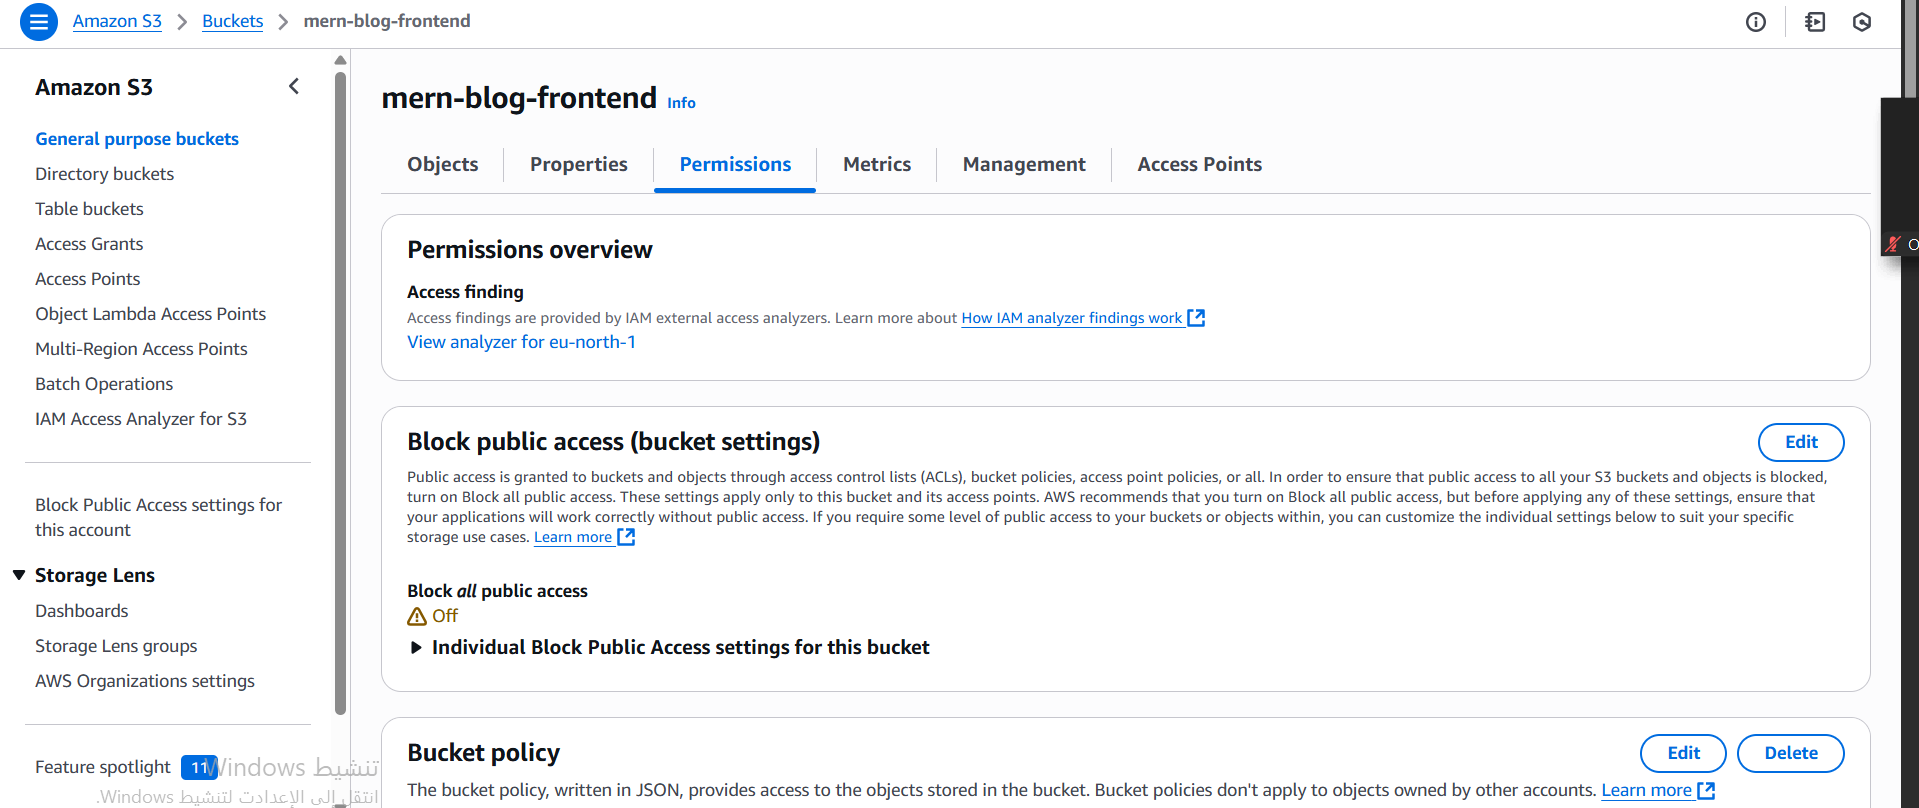 Amazon S3 > Buckets > mern-blog-frontend
Amazon S3
General purpose buckets
Directory buckets
Table buckets
Access Grants
Access Points
Object Lambda Access Points
Multi-Region Access Points
Batch Operations
IAM Access Analyzer for S3
Block Public Access settings for
this account
Storage Lens
Dashboards
Storage Lens groups
AWS Organizations settings
Feature spotlight 11
mern-blog-frontend Info
Objects
Properties
Permissions
Metrics
Management
Access Points
Permissions overview
Access finding
Access findings are provided by IAM external access analyzers. Learn more about How IAM analyzer findings work
View analyzer for eu-north-1
Block public access (bucket settings)
Edit
Public access is granted to buckets and objects through access control lists (ACLs), bucket policies, access point policies, or all. In order to ensure that public access to all your S3 buckets and objects is blocked,
turn on Block all public access. These settings apply only to this bucket and its access points. AWS recommends that you turn on Block all public access, but before applying any of these settings, ensure that
your applications will work correctly without public access. If you require some level of public access to your buckets or objects within, you can customize the individual settings below to suit your specific
storage use cases. Learn more
Block all public access
Off
Individual Block Public Access settings for this bucket
Bucket policy
Edit
Delete
The bucket policy, written in JSON, provides access to the objects stored in the bucket. Bucket policies don't apply to objects owned by other accounts. Learn more
تنشيط Windows
انتقل إلى الإعدادات لتنشيط Windows.
O